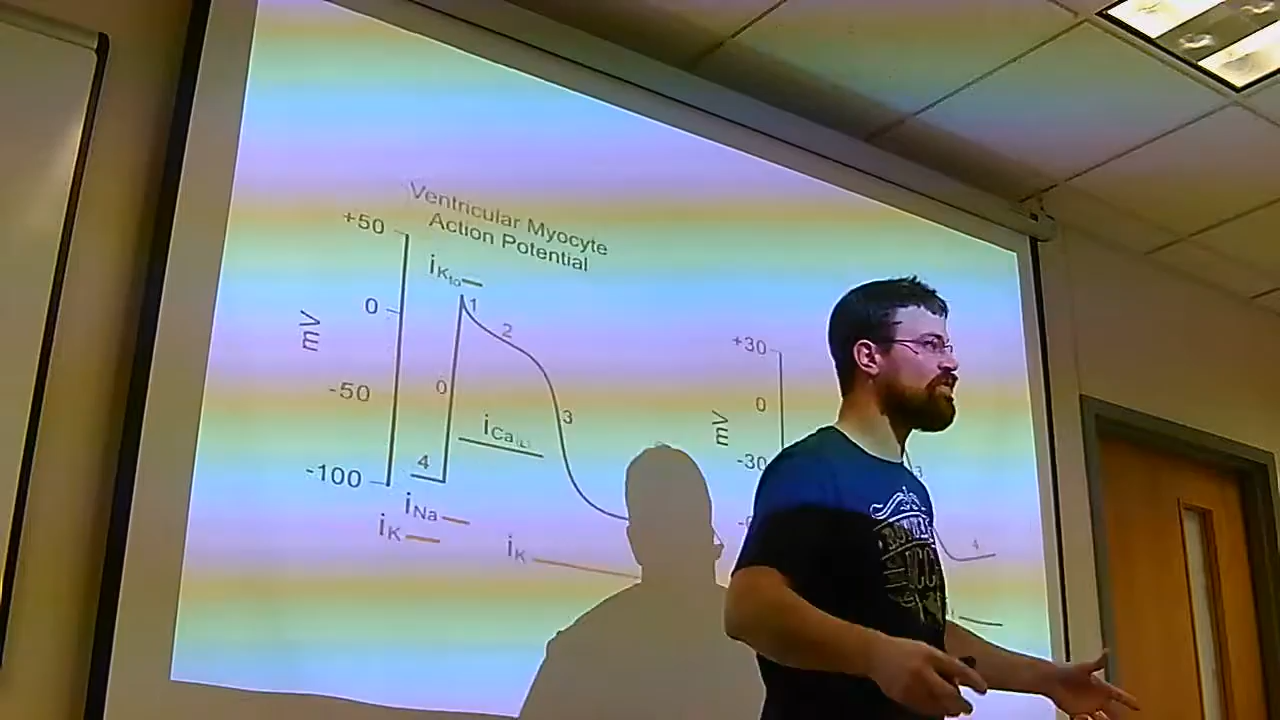 Ventricular Myocyte
Action Potential
+50
iKto
1
0
2
mV
-50
0
3
iCa(L)
-100
4
iNa
iK
iK
+30
0
mV
-30
3
4